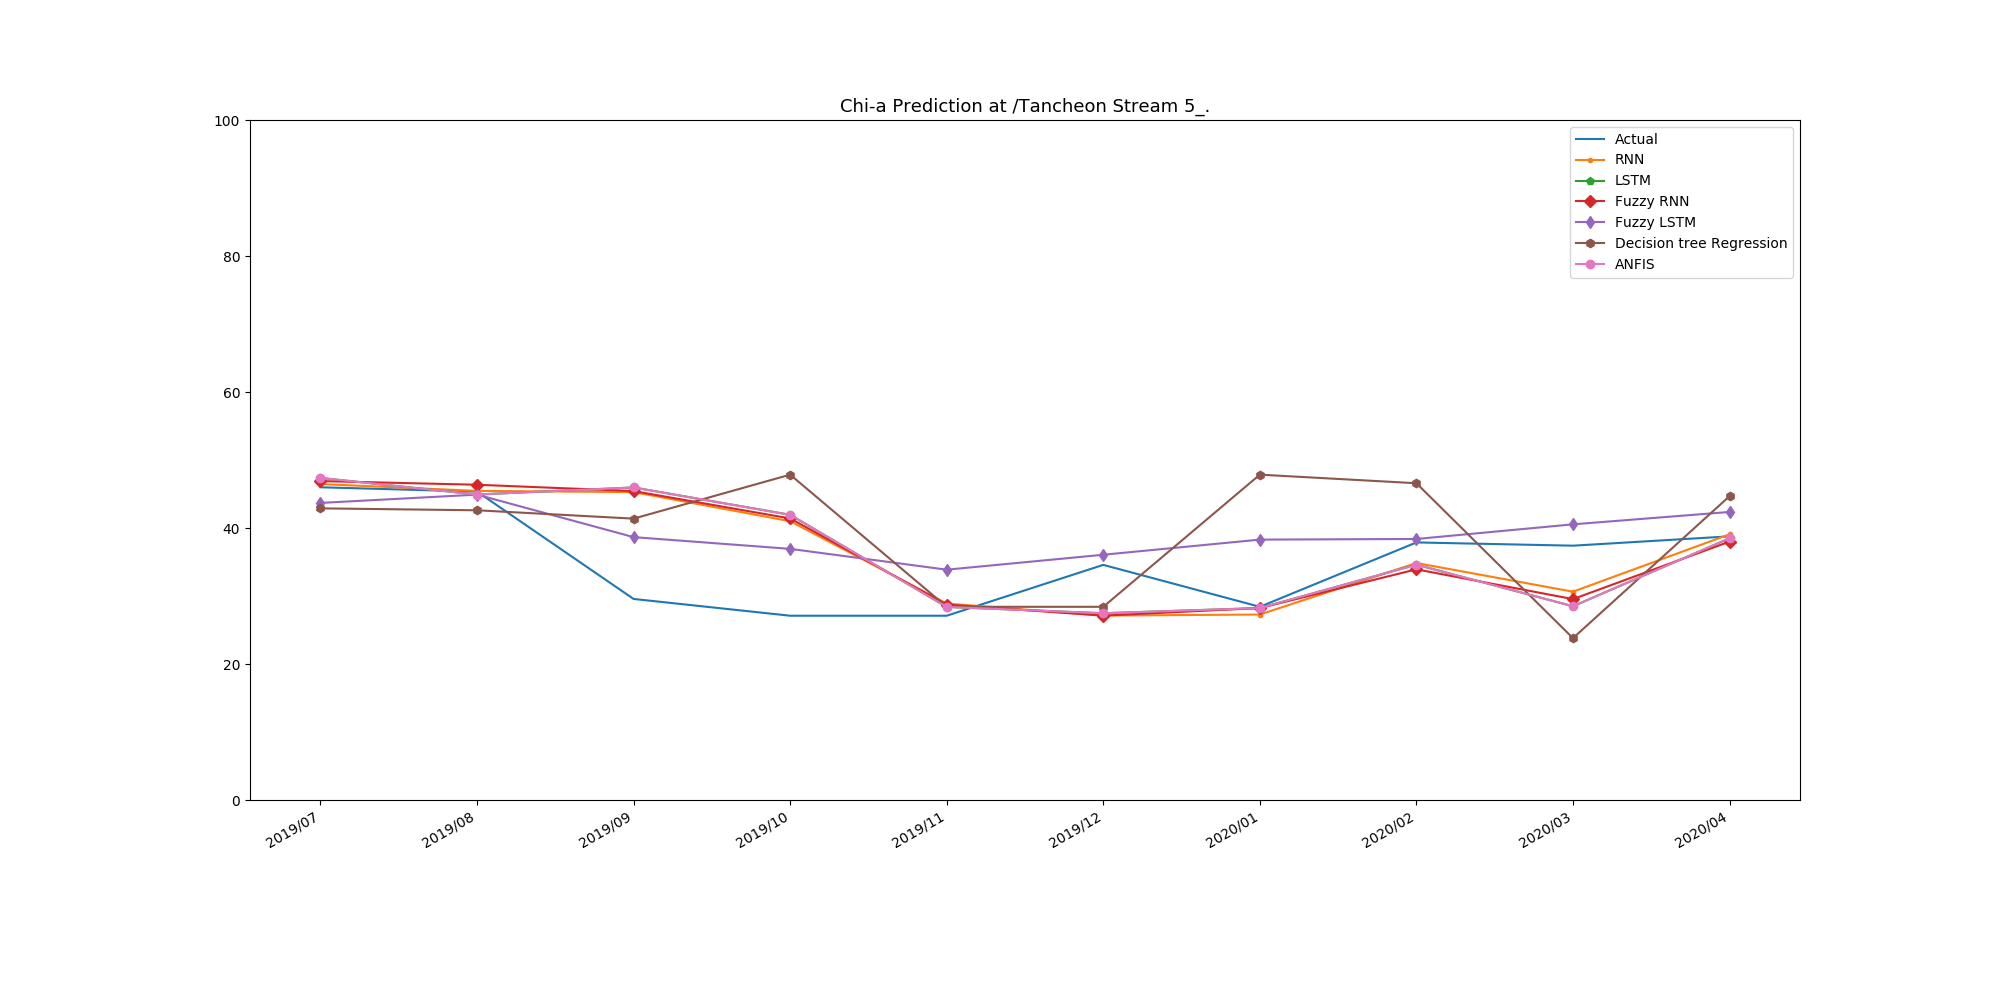 Chi-a Prediction at /Tancheon Stream 5_.
100
80
60
40
20
0
Actual
RNN
LSTM
Fuzzy RNN
Fuzzy LSTM
Decision tree Regression
ANFIS
2019/07
2019/08
2019/09
2019/10
2019/11
2019/12
2020/01
2020/02
2020/03
2020/04